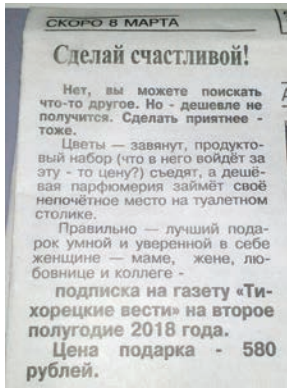 СКОРО 8 МАРТА
Сделай счастливой!
Нет, вы можете поискать
что-то другое. Но - дешевле не
получится. Сделать приятнее -
тоже.
Цветы — завянут, продукто-
вый набор (что в него войдёт за
эту - то цену?) съедят, а дешё-
вая парфюмерия займёт своё
непочётное место на туалетном
столике.
Правильно — лучший пода-
рок умной и уверенной в себе
женщине — маме, жене, лю-
бовнице и коллеге -
подписка на газету «Ти-
хорецкие вести» на второе
полугодие 2018 года.
Цена подарка - 580
рублей.